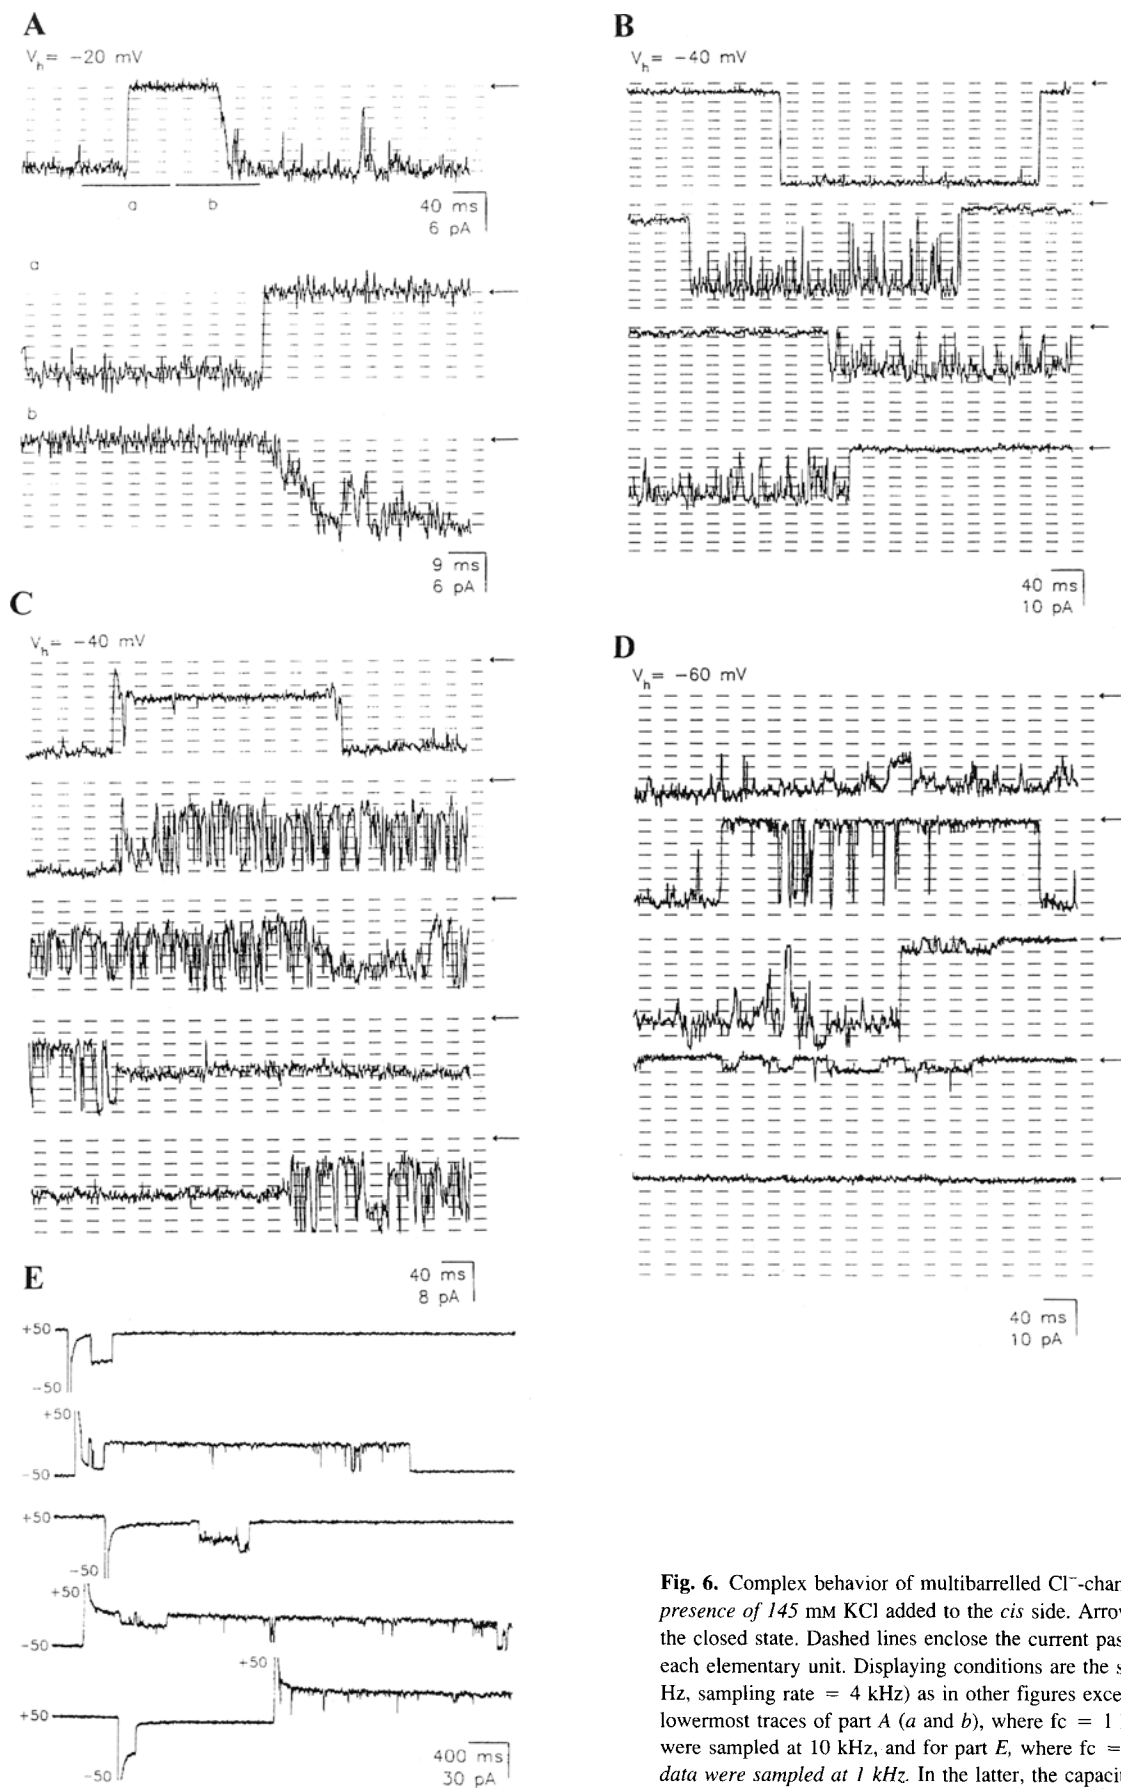 A
V_h = −20 mV
a
b
40 ms
6 pA
a
b
9 ms
6 pA
B
V_h = −40 mV
40 ms
10 pA
C
V_h = −40 mV
40 ms
8 pA
D
V_h = −60 mV
40 ms
10 pA
E
+50
−50
+50
−50
+50
−50
+50
−50
+50
+50
−50
400 ms
30 pA
Fig. 6. Complex behavior of multibarrelled Cl⁻-chan
presence of 145 mM KCl added to the cis side. Arrow
the closed state. Dashed lines enclose the current pas
each elementary unit. Displaying conditions are the s
Hz, sampling rate = 4 kHz) as in other figures exce
lowermost traces of part A (a and b), where fc = 1
were sampled at 10 kHz, and for part E, where fc =
data were sampled at 1 kHz. In the latter, the capaci